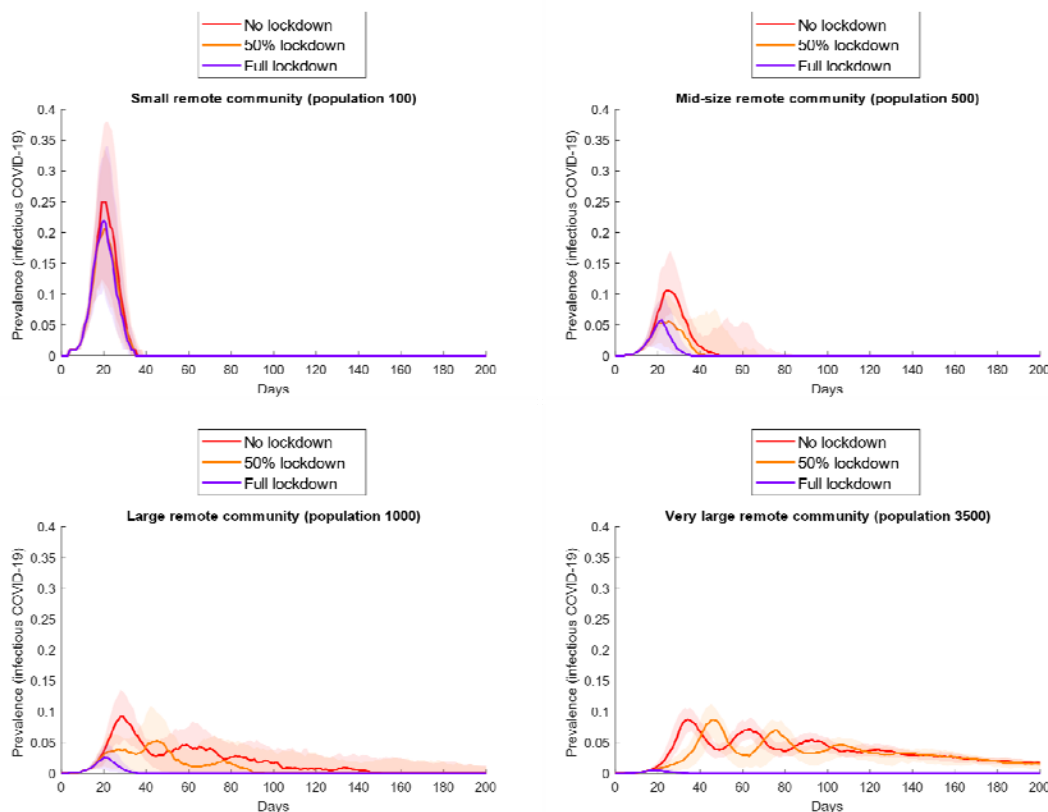 No lockdown
50% lockdown
Full lockdown
Small remote community (population 100)
Prevalence (infectious COVID-19)
0.4
0.35
0.3
0.25
0.2
0.15
0.1
0.05
0
0 20 40 60 80 100 120 140 160 180 200
Days
No lockdown
50% lockdown
Full lockdown
Mid-size remote community (population 500)
Prevalence (infectious COVID-19)
0.4
0.35
0.3
0.25
0.2
0.15
0.1
0.05
0
0 20 40 60 80 100 120 140 160 180 200
Days
No lockdown
50% lockdown
Full lockdown
Large remote community (population 1000)
Prevalence (infectious COVID-19)
0.4
0.35
0.3
0.25
0.2
0.15
0.1
0.05
0
0 20 40 60 80 100 120 140 160 180 200
Days
No lockdown
50% lockdown
Full lockdown
Very large remote community (population 3500)
Prevalence (infectious COVID-19)
0.4
0.35
0.3
0.25
0.2
0.15
0.1
0.05
0
0 20 40 60 80 100 120 140 160 180 200
Days